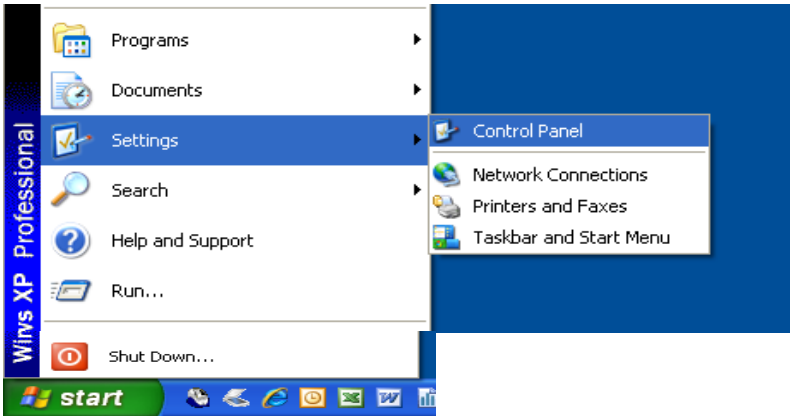 Programs
Documents
Settings
Search
Help and Support
Run...
Shut Down...
Control Panel
Network Connections
Printers and Faxes
Taskbar and Start Menu
Winvs XP Professional
start